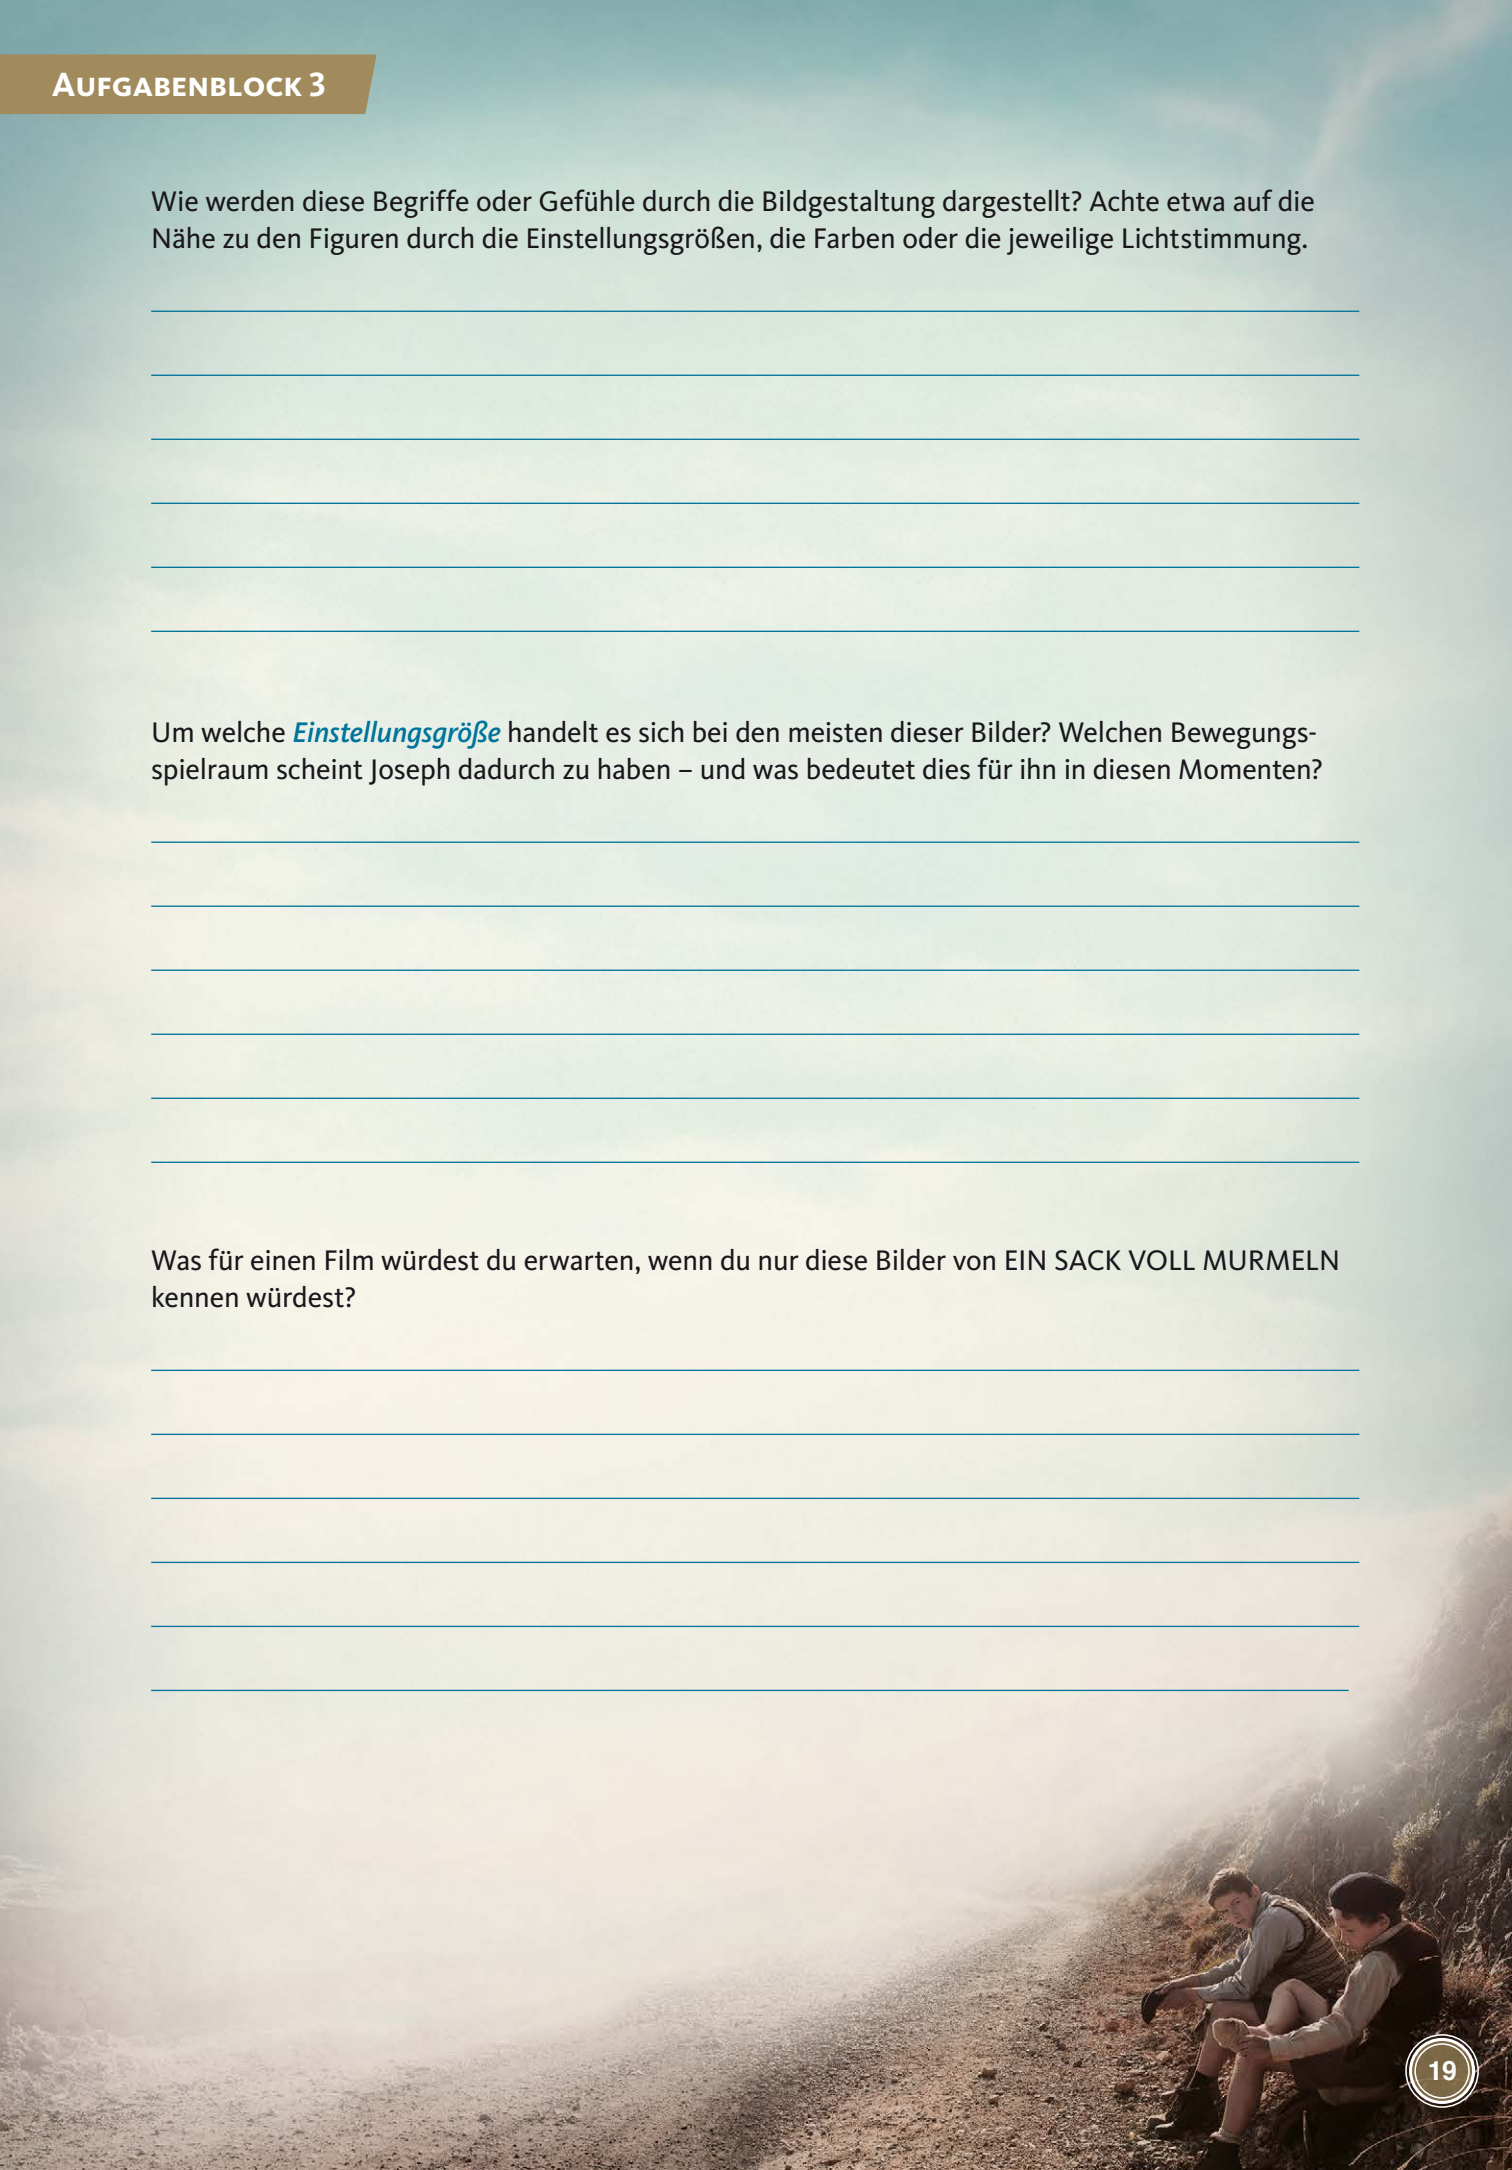 AUFGABENBLOCK 3
Wie werden diese Begriffe oder Gefühle durch die Bildgestaltung dargestellt? Achte etwa auf die
Nähe zu den Figuren durch die Einstellungsgrößen, die Farben oder die jeweilige Lichtstimmung.
Um welche Einstellungsgröße handelt es sich bei den meisten dieser Bilder? Welchen Bewegungs-
spielraum scheint Joseph dadurch zu haben – und was bedeutet dies für ihn in diesen Momenten?
Was für einen Film würdest du erwarten, wenn du nur diese Bilder von EIN SACK VOLL MURMELN
kennen würdest?
19